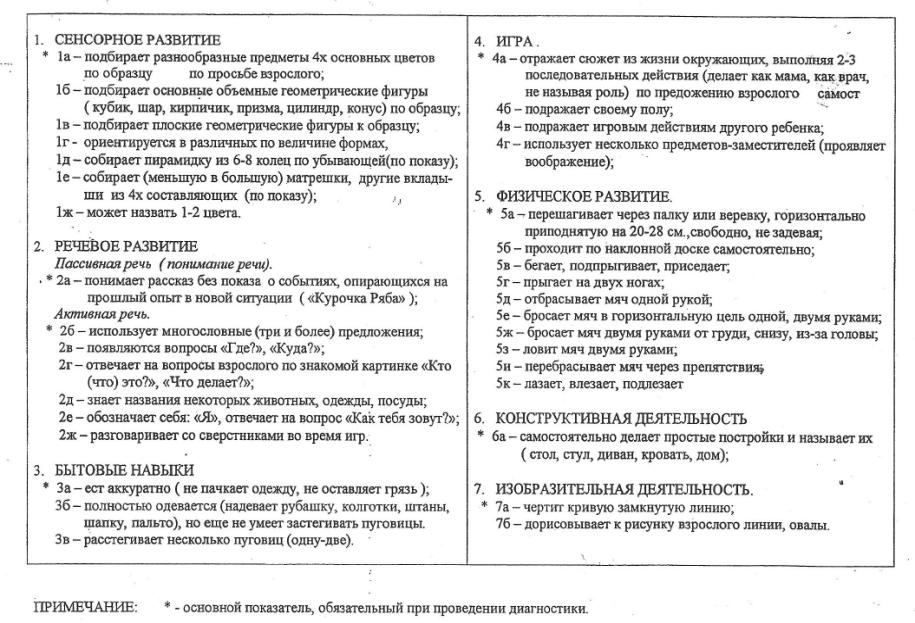 1. СЕНСОРНОЕ РАЗВИТИЕ
* 1а – подбирает разнообразные предметы 4х основных цветов
по образцу по просьбе взрослого;
1б – подбирает основные объемные геометрические фигуры
( кубик, шар, кирпичик, призма, цилиндр, конус) по образцу;
1в – подбирает плоские геометрические фигуры к образцу;
1г - ориентируется в различных по величине формах,
1д – собирает пирамидку из 6-8 колец по убывающей(по показу);
1е – собирает (меньшую в большую) матрешки, другие вклады-
ши из 4х составляющих (по показу);
1ж – может назвать 1-2 цвета.
2. РЕЧЕВОЕ РАЗВИТИЕ
Пассивная речь ( понимание речи).
* 2а – понимает рассказ без показа о событиях, опирающихся на
прошлый опыт в новой ситуации ( «Курочка Ряба» );
Активная речь.
* 2б – использует многословные (три и более) предложения;
2в – появляются вопросы «Где?», «Куда?»;
2г – отвечает на вопросы взрослого по знакомой картинке «Кто
(что) это?», «Что делает?»;
2д – знает названия некоторых животных, одежды, посуды;
2е – обозначает себя: «Я», отвечает на вопрос «Как тебя зовут?»;
2ж – разговаривает со сверстниками во время игр.
3. БЫТОВЫЕ НАВЫКИ
* 3а – ест аккуратно ( не пачкает одежду, не оставляет грязь );
3б – полностью одевается (надевает рубашку, колготки, штаны,
шапку, пальто), но еще не умеет застегивать пуговицы.
3в – расстегивает несколько пуговиц (одну-две).
4. ИГРА .
* 4а – отражает сюжет из жизни окружающих, выполняя 2-3
последовательных действия (делает как мама, как врач,
не называя роль) по предожению взрослого самост
4б – подражает своему полу;
4в – подражает игровым действиям другого ребенка;
4г – использует несколько предметов-заместителей (проявляет
воображение);
5. ФИЗИЧЕСКОЕ РАЗВИТИЕ.
* 5а – перешагивает через палку или веревку, горизонтально
приподнятую на 20-28 см.,свободно, не задевая;
5б – проходит по наклонной доске самостоятельно;
5в – бегает, подпрыгивает, приседает;
5г – прыгает на двух ногах;
5д – отбрасывает мяч одной рукой;
5е – бросает мяч в горизонтальную цель одной, двумя руками;
5ж – бросает мяч двумя руками от груди, снизу, из-за головы;
5з – ловит мяч двумя руками;
5и – перебрасывает мяч через препятствия;
5к – лазает, влезает, подлезает
6. КОНСТРУКТИВНАЯ ДЕЯТЕЛЬНОСТЬ
* 6а – самостоятельно делает простые постройки и называет их
( стол, стул, диван, кровать, дом);
7. ИЗОБРАЗИТЕЛЬНАЯ ДЕЯТЕЛЬНОСТЬ.
* 7а – чертит кривую замкнутую линию;
7б – дорисовывает к рисунку взрослого линии, овалы.
ПРИМЕЧАНИЕ: * - основной показатель, обязательный при проведении диагностики.